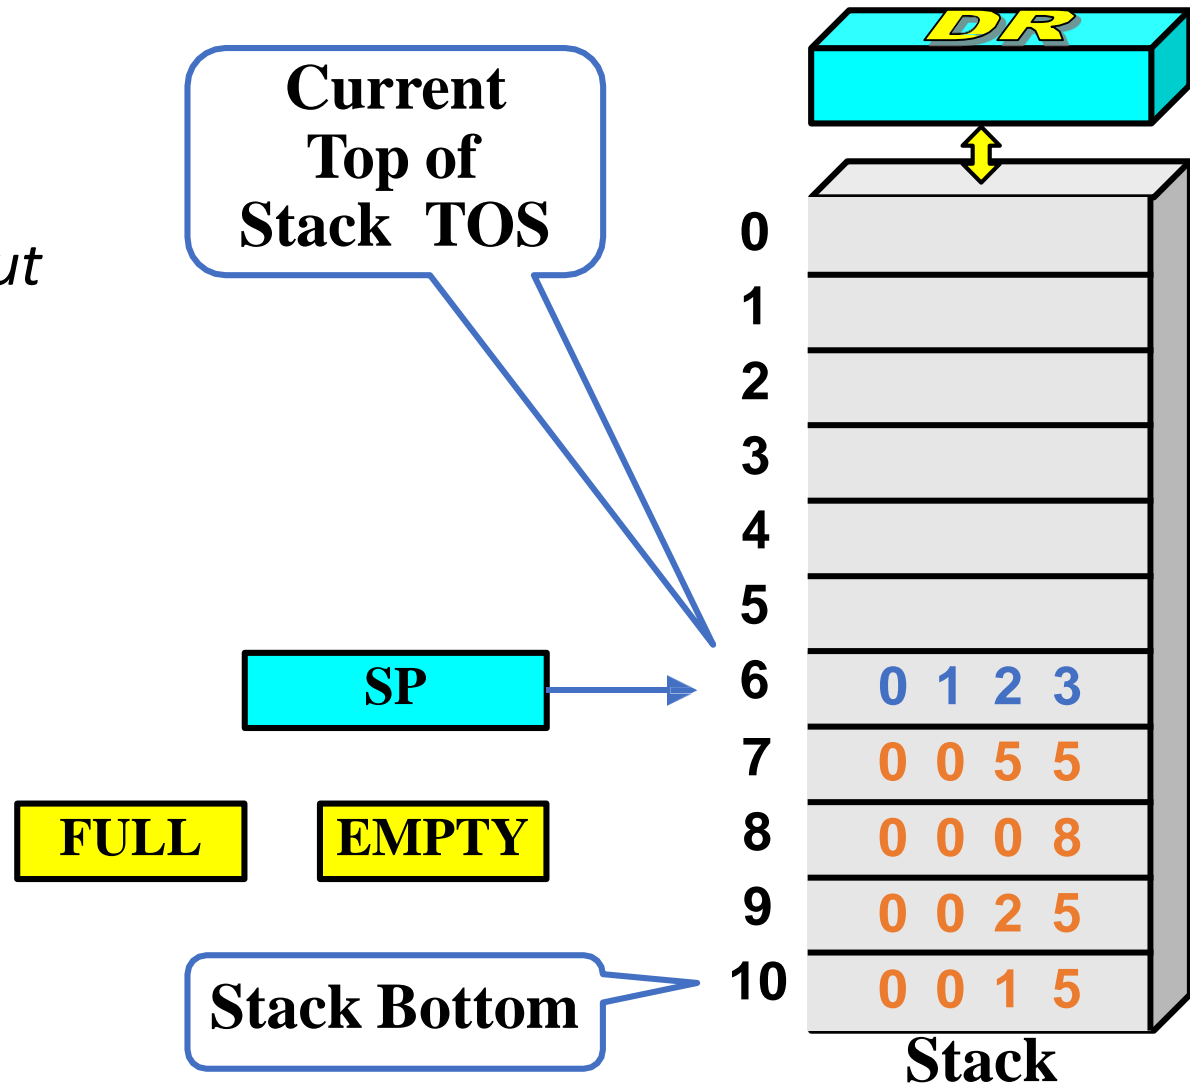 DR
Current
Top of
Stack TOS
ut
0
1
2
3
4
5
SP
6 0 1 2 3
7 0 0 5 5
FULL EMPTY
8 0 0 0 8
9 0 0 2 5
Stack Bottom
10 0 0 1 5
Stack